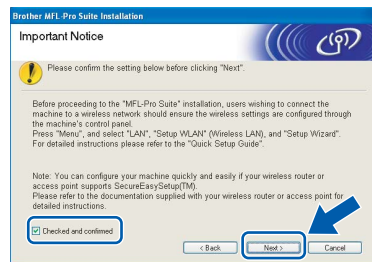 Brother MFL-Pro Suite Installation
Important Notice
Please confirm the setting below before clicking "Next".
Before proceeding to the "MFL-Pro Suite" installation, users wishing to connect the
machine to a wireless network should ensure the wireless settings are configured through
the machine's control panel.
Press "Menu", and select "LAN", "Setup WLAN" (Wireless LAN), and "Setup Wizard".
For detailed instructions please refer to the "Quick Setup Guide".
Note: You can configure your machine quickly and easily if your wireless router or
access point supports SecureEasySetup(TM).
Please refer to the documentation supplied with your wireless router or access point for
detailed instructions.
Checked and confirmed
< Back Next > Cancel